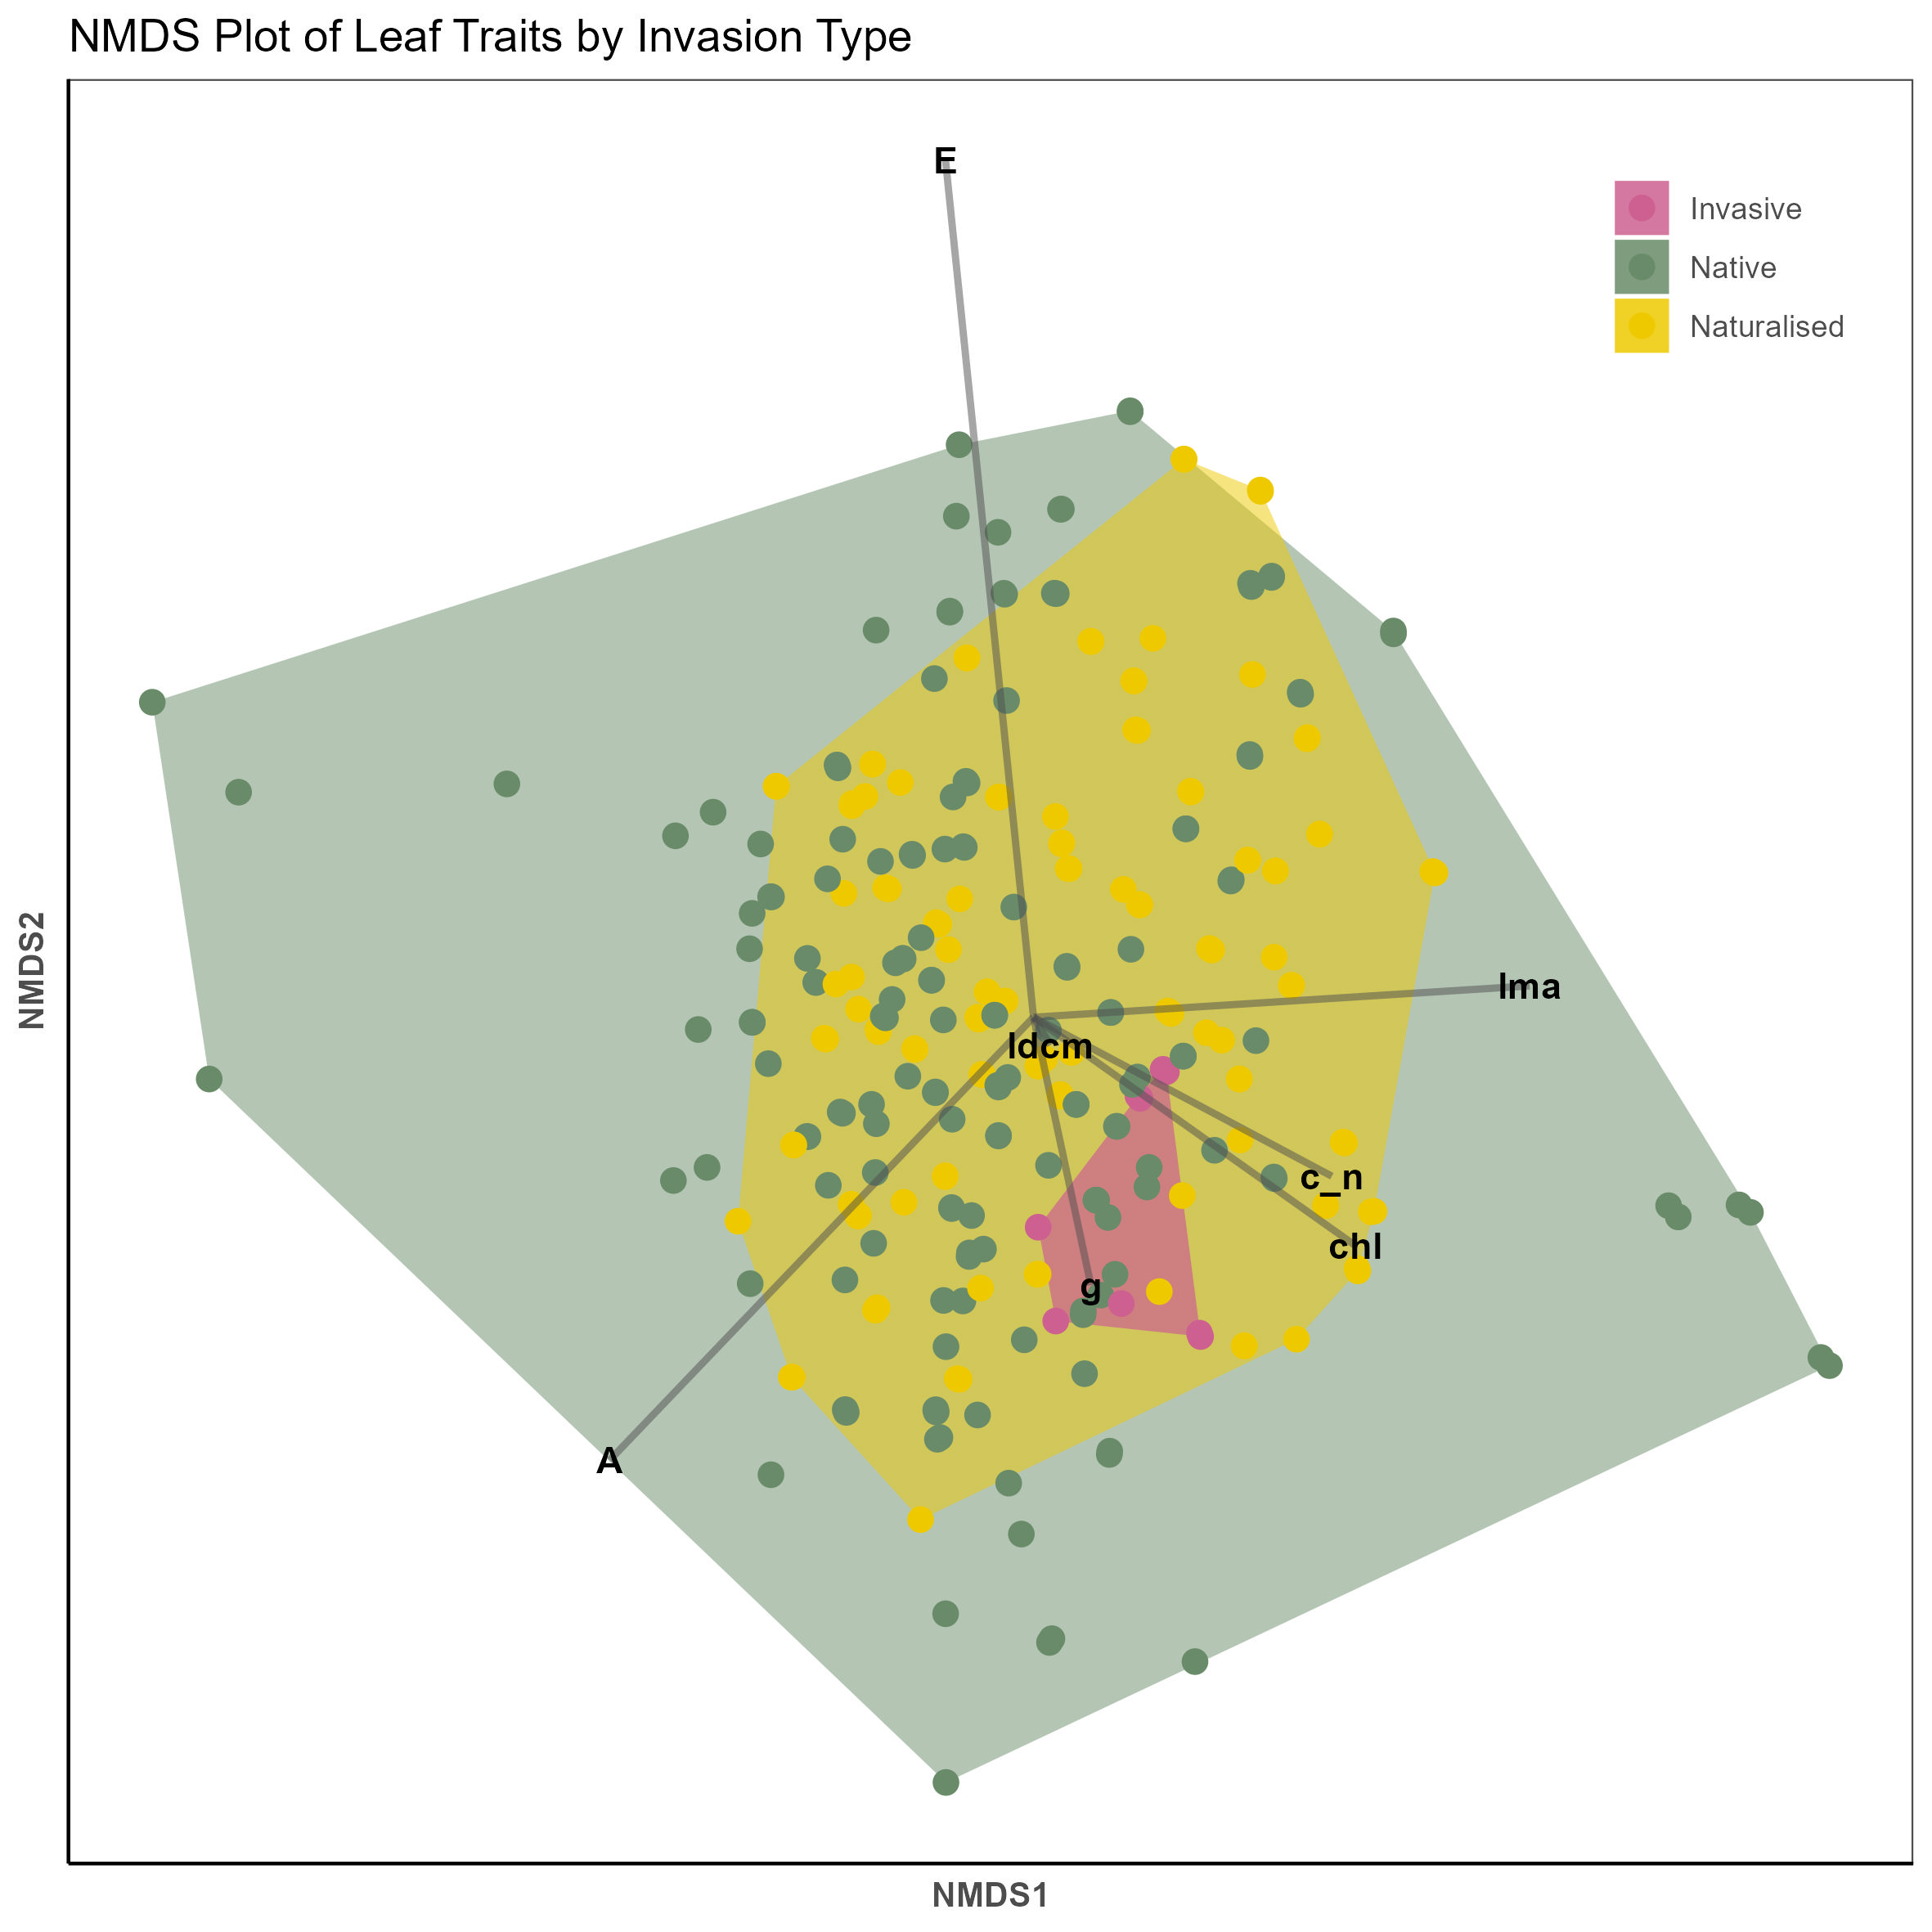 NMDS Plot of Leaf Traits by Invasion Type
E
Invasive
Native
Naturalised
lma
ldcm
c_n
chl
g
A
NMDS2
NMDS1